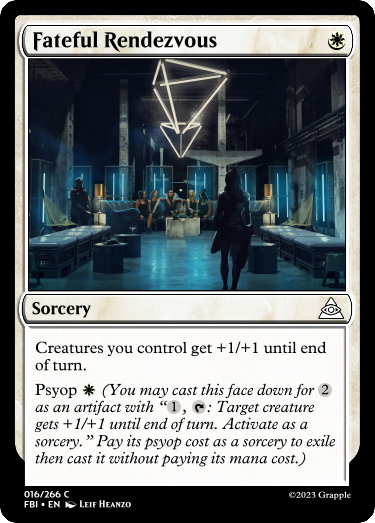 Fateful Rendezvous
Sorcery
Creatures you control get +1/+1 until end
of turn.
Psyop (You may cast this face down for 2
as an artifact with “1, : Target creature
gets +1/+1 until end of turn. Activate as a
sorcery.” Pay its psyop cost as a sorcery to exile
then cast it without paying its mana cost.)
016/266 C
FBI • EN Leif Heanzo
©2023 Grapple